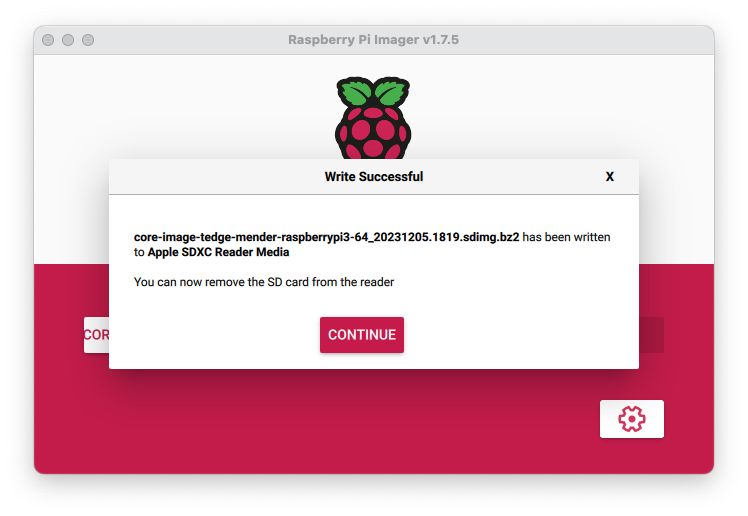 Raspberry Pi Imager v1.7.5
Write Successful
X
core-image-tedge-mender-raspberrypi3-64_20231205.1819.sdimg.bz2 has been written
to Apple SDXC Reader Media
You can now remove the SD card from the reader
COR
CONTINUE